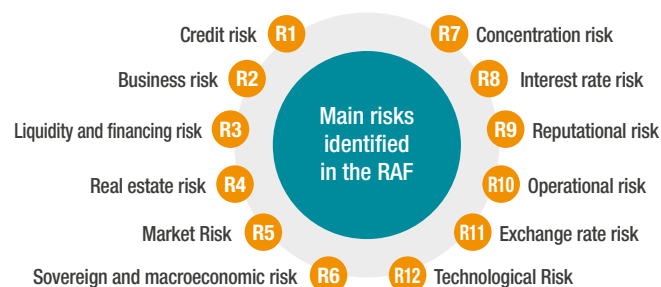 Credit risk R1
Business risk R2
Liquidity and financing risk R3
Real estate risk R4
Market Risk R5
Sovereign and macroeconomic risk R6
Main risks
identified
in the RAF
R7 Concentration risk
R8 Interest rate risk
R9 Reputational risk
R10 Operational risk
R11 Exchange rate risk
R12 Technological Risk